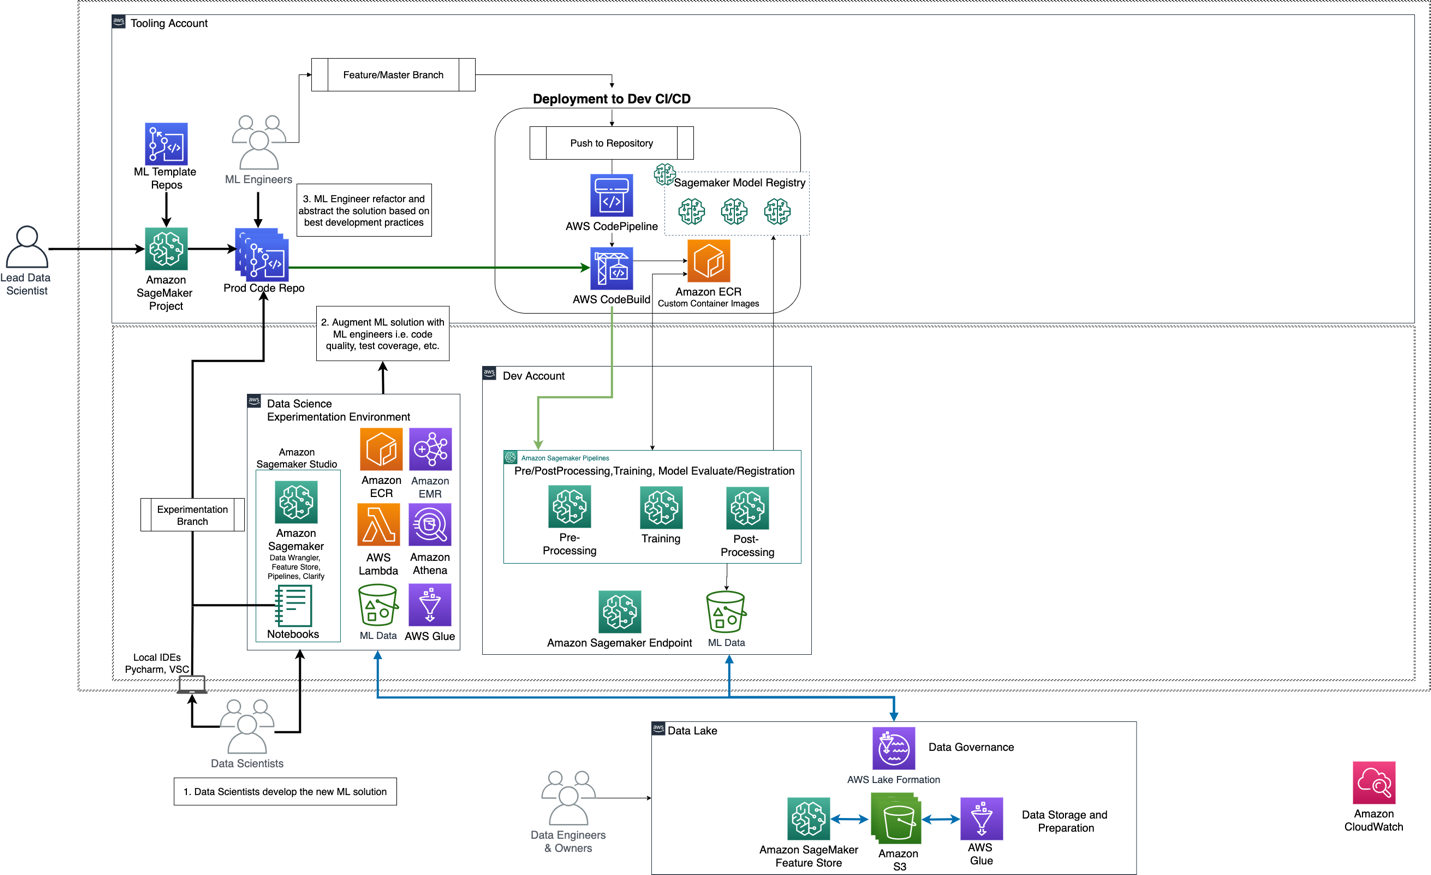 aws
Tooling Account
Feature/Master Branch
Deployment to Dev CI/CD
Push to Repository
ML Template
Repos
ML Engineers
3. ML Engineer refactor and
abstract the solution based on
best development practices
Sagemaker Model Registry
AWS CodePipeline
Lead Data
Scientist
Amazon
SageMaker
Project
Prod Code Repo
AWS CodeBuild
Amazon ECR
Custom Container Images
2. Augment ML solution with
ML engineers i.e. code
quality, test coverage, etc.
aws
Dev Account
aws
Data Science
Experimentation Environment
Amazon
Sagemaker Studio
Amazon
ECR
Amazon
EMR
Amazon Sagemaker Pipelines
Pre/PostProcessing,Training, Model Evaluate/Registration
Experimentation
Branch
Amazon
Sagemaker
Data Wrangler,
Feature Store,
Pipelines, Clarify
AWS
Lambda
Amazon
Athena
Pre-
Processing
Training
Post-
Processing
Notebooks
ML Data
AWS Glue
Amazon Sagemaker Endpoint
ML Data
Local IDEs
Pycharm, VSC
Data Scientists
1. Data Scientists develop the new ML solution
aws
Data Lake
Data Governance
AWS Lake Formation
Data Engineers
& Owners
Amazon SageMaker
Feature Store
Amazon
S3
AWS
Glue
Data Storage and
Preparation
Amazon
CloudWatch